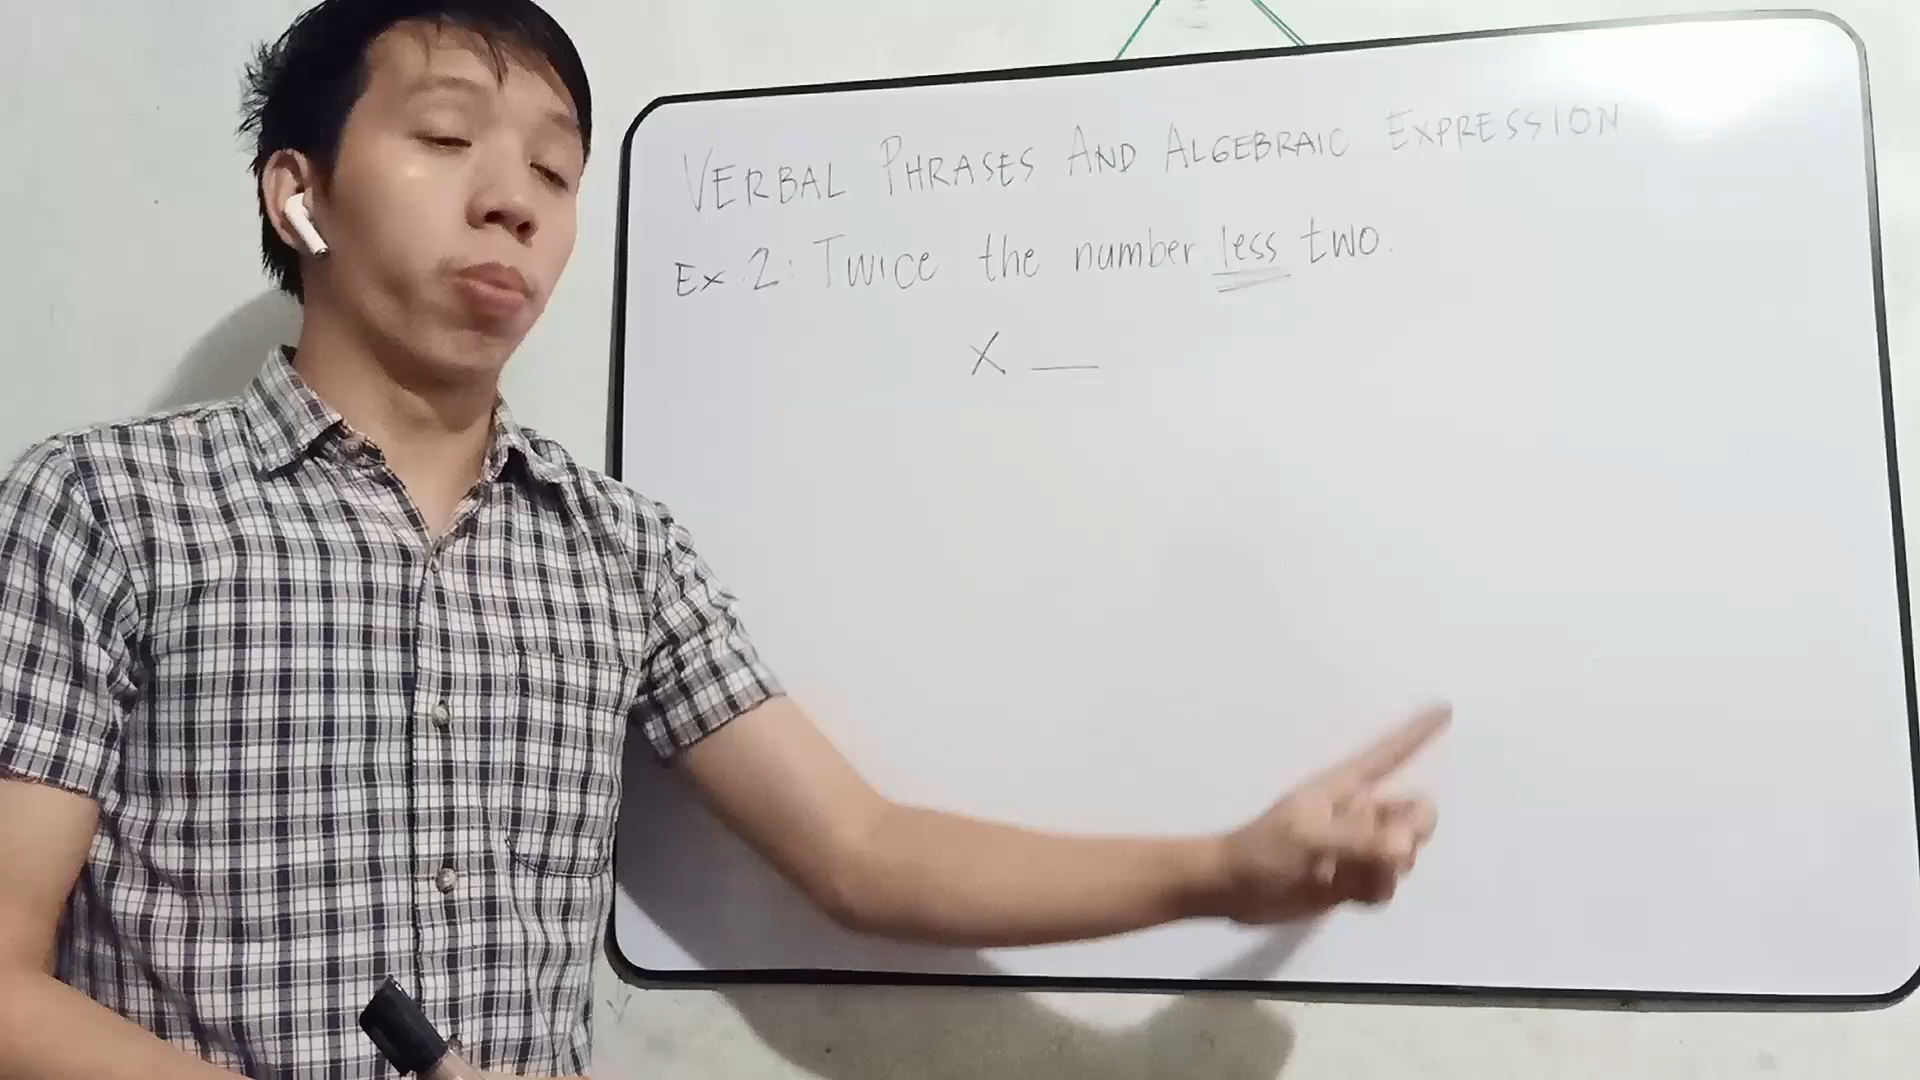 VERBAL PHRASES AND ALGEBRAIC EXPRESSION
Ex. 2: Twice the number less two.
X —